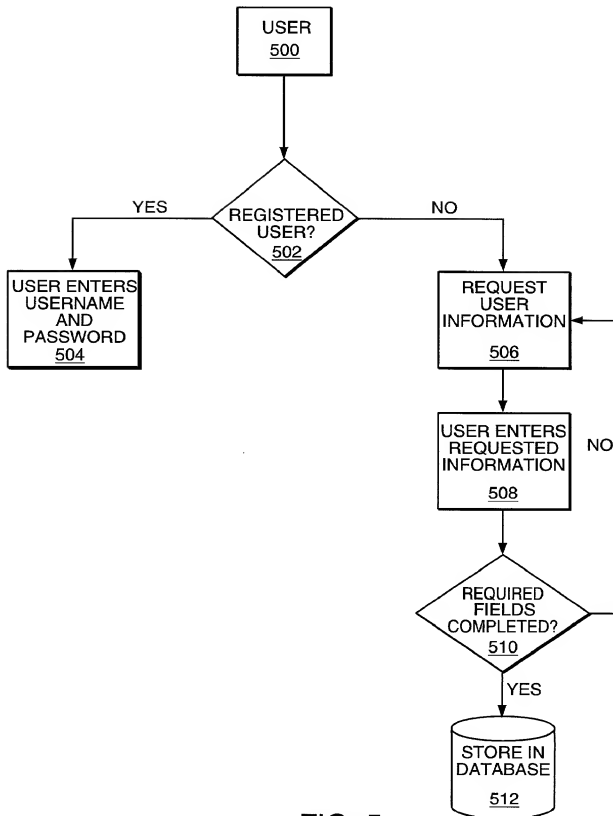 USER
500
YES
REGISTERED
USER?
502
NO
USER ENTERS
USERNAME
AND
PASSWORD
504
REQUEST
USER
INFORMATION
506
USER ENTERS
REQUESTED
INFORMATION
508
NO
REQUIRED
FIELDS
COMPLETED?
510
YES
STORE IN
DATABASE
512